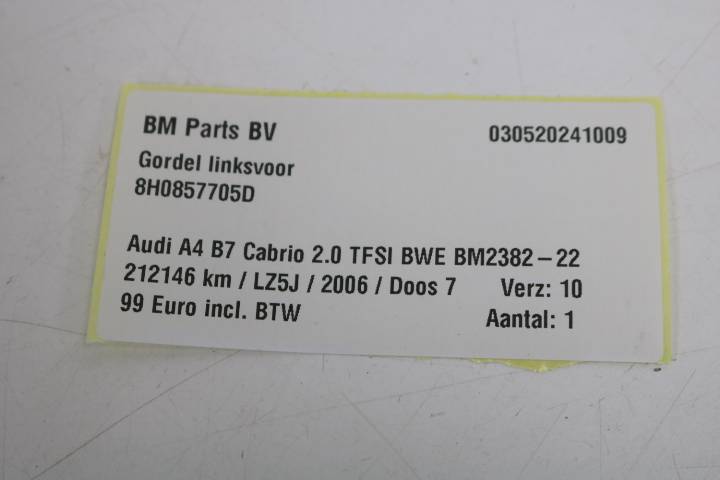 BM Parts BV 030520241009
Gordel linksvoor
8H0857705D
Audi A4 B7 Cabrio 2.0 TFSI BWE BM2382-22
212146 km / LZ5J / 2006 / Doos 7 Verz: 10
99 Euro incl. BTW Aantal: 1